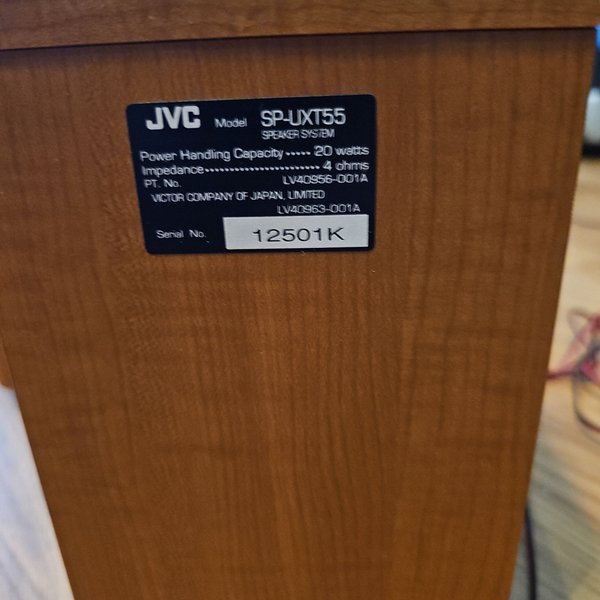 JVC Model SP-UXT55
SPEAKER SYSTEM
Power Handling Capacity ····· 20 watts
Impedance······················ 4 ohms
PT. No. LV40956-001A
VICTOR COMPANY OF JAPAN, LIMITED
LV40963-001A
Serial No. 12501K